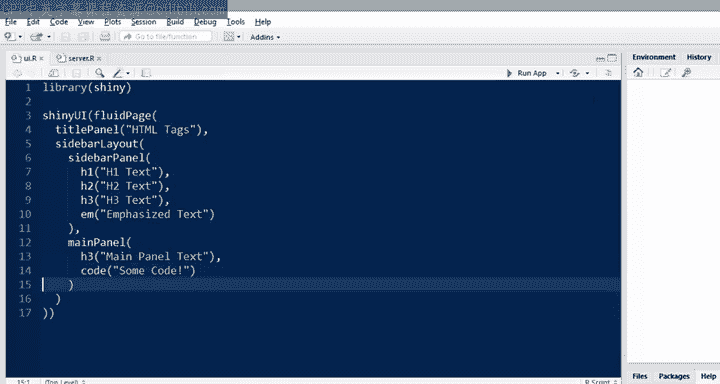 File Edit Code View Plots Session Build Debug Tools Help
Go to file/function Addins
ui.R server.R
Run App
1 library(shiny)
2
3 shinyUI(fluidPage(
4 titlePanel("HTML Tags"),
5 sidebarLayout(
6 sidebarPanel(
7 h1("H1 Text"),
8 h2("H2 Text"),
9 h3("H3 Text"),
10 em("Emphasized Text")
11 ),
12 mainPanel(
13 h3("Main Panel Text"),
14 code("Some Code!")
15 )
16 )
17 ))
15:1 (Top Level) R Script
Environment History
Files Packages Help